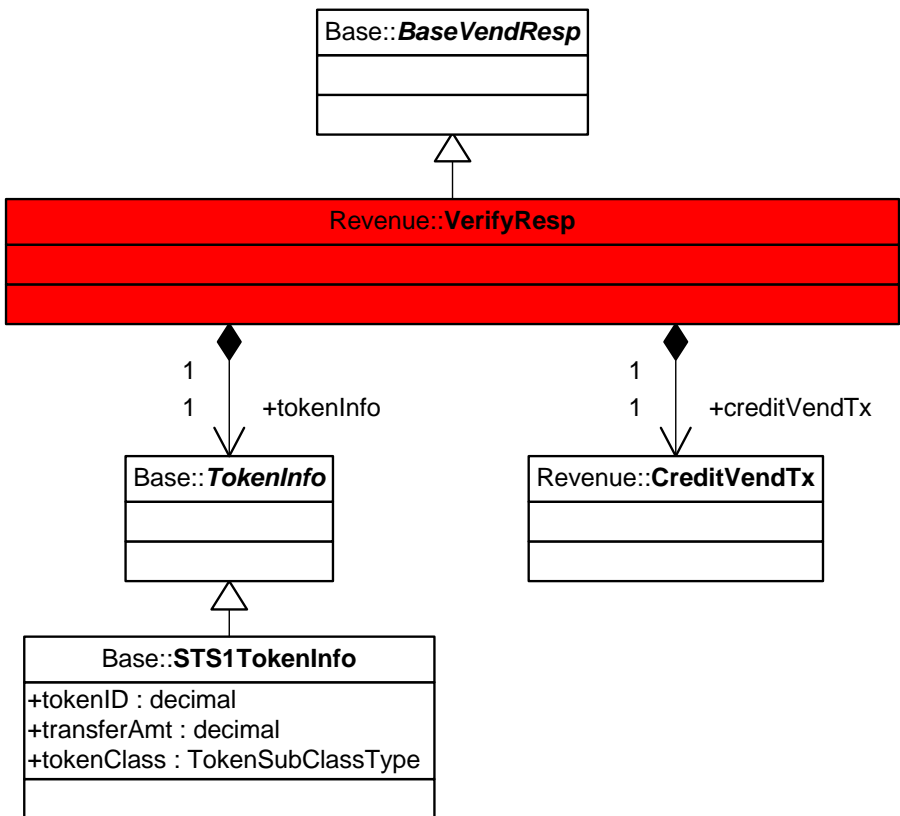 Base::BaseVendResp
Revenue::VerifyResp
1
1
+tokenInfo
1
1
+creditVendTx
Base::TokenInfo
Revenue::CreditVendTx
Base::STS1TokenInfo
+tokenID : decimal
+transferAmt : decimal
+tokenClass : TokenSubClassType